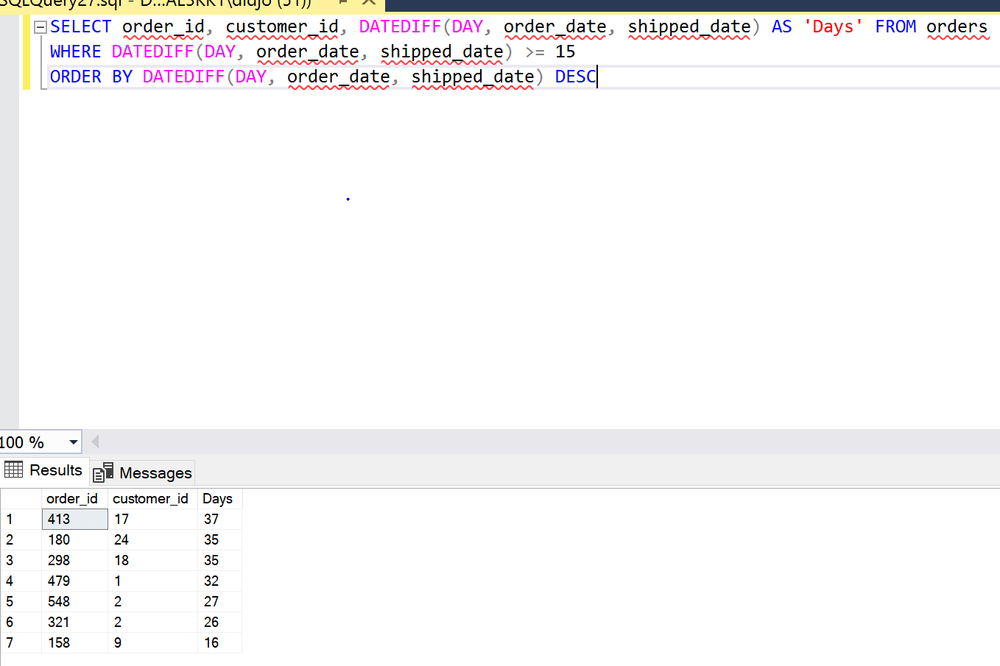 SQLQuery27.sql - D...
SELECT order_id, customer_id, DATEDIFF(DAY, order_date, shipped_date) AS 'Days' FROM orders
WHERE DATEDIFF(DAY, order_date, shipped_date) >= 15
ORDER BY DATEDIFF(DAY, order_date, shipped_date) DESC
100 %
Results Messages
order_id customer_id Days
1 413 17 37
2 180 24 35
3 298 18 35
4 479 1 32
5 548 2 27
6 321 2 26
7 158 9 16